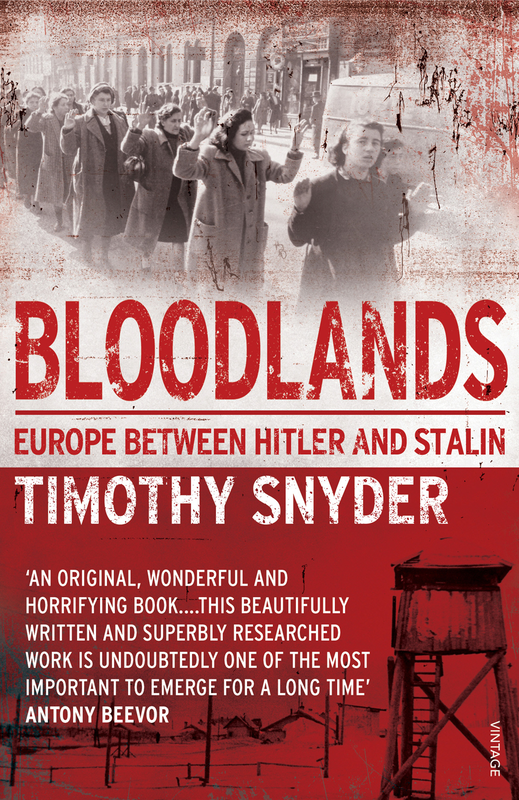 BLOODLANDS
EUROPE BETWEEN HITLER AND STALIN
TIMOTHY SNYDER
‘AN ORIGINAL, WONDERFUL AND
HORRIFYING BOOK....THIS BEAUTIFULLY
WRITTEN AND SUPERBLY RESEARCHED
WORK IS UNDOUBTEDLY ONE OF THE MOST
IMPORTANT TO EMERGE FOR A LONG TIME’
ANTONY BEEVOR
VINTAGE